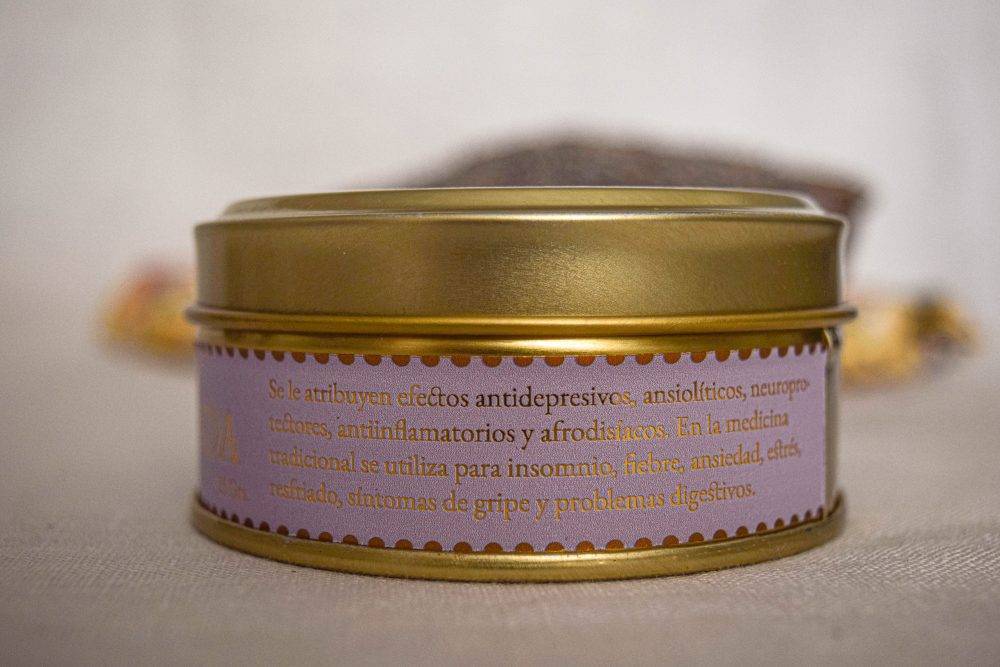 Se le atribuyen efectos antidepresivos, ansiolíticos, neuropro-
tectores, antiinflamatorios y afrodisíacos. En la medicina
tradicional se utiliza para insomnio, fiebre, ansiedad, estrés,
resfriado, síntomas de gripe y problemas digestivos.